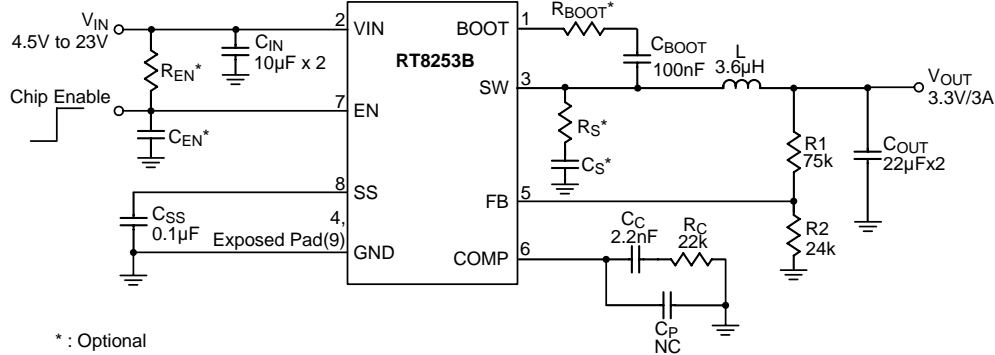 VIN
4.5V to 23V
REN*
CIN
10µF x 2
Chip Enable
CEN*
CSS
0.1µF
Exposed Pad(9)
2
7
8
4,
VIN
EN
SS
GND
RT8253B
BOOT
SW
FB
COMP
1
3
5
6
RBOOT*
CBOOT
100nF
L
3.6µH
RS*
CS*
VOUT
3.3V/3A
R1
75k
COUT
22µFx2
R2
24k
CC
2.2nF
RC
22k
CP
NC
* : Optional